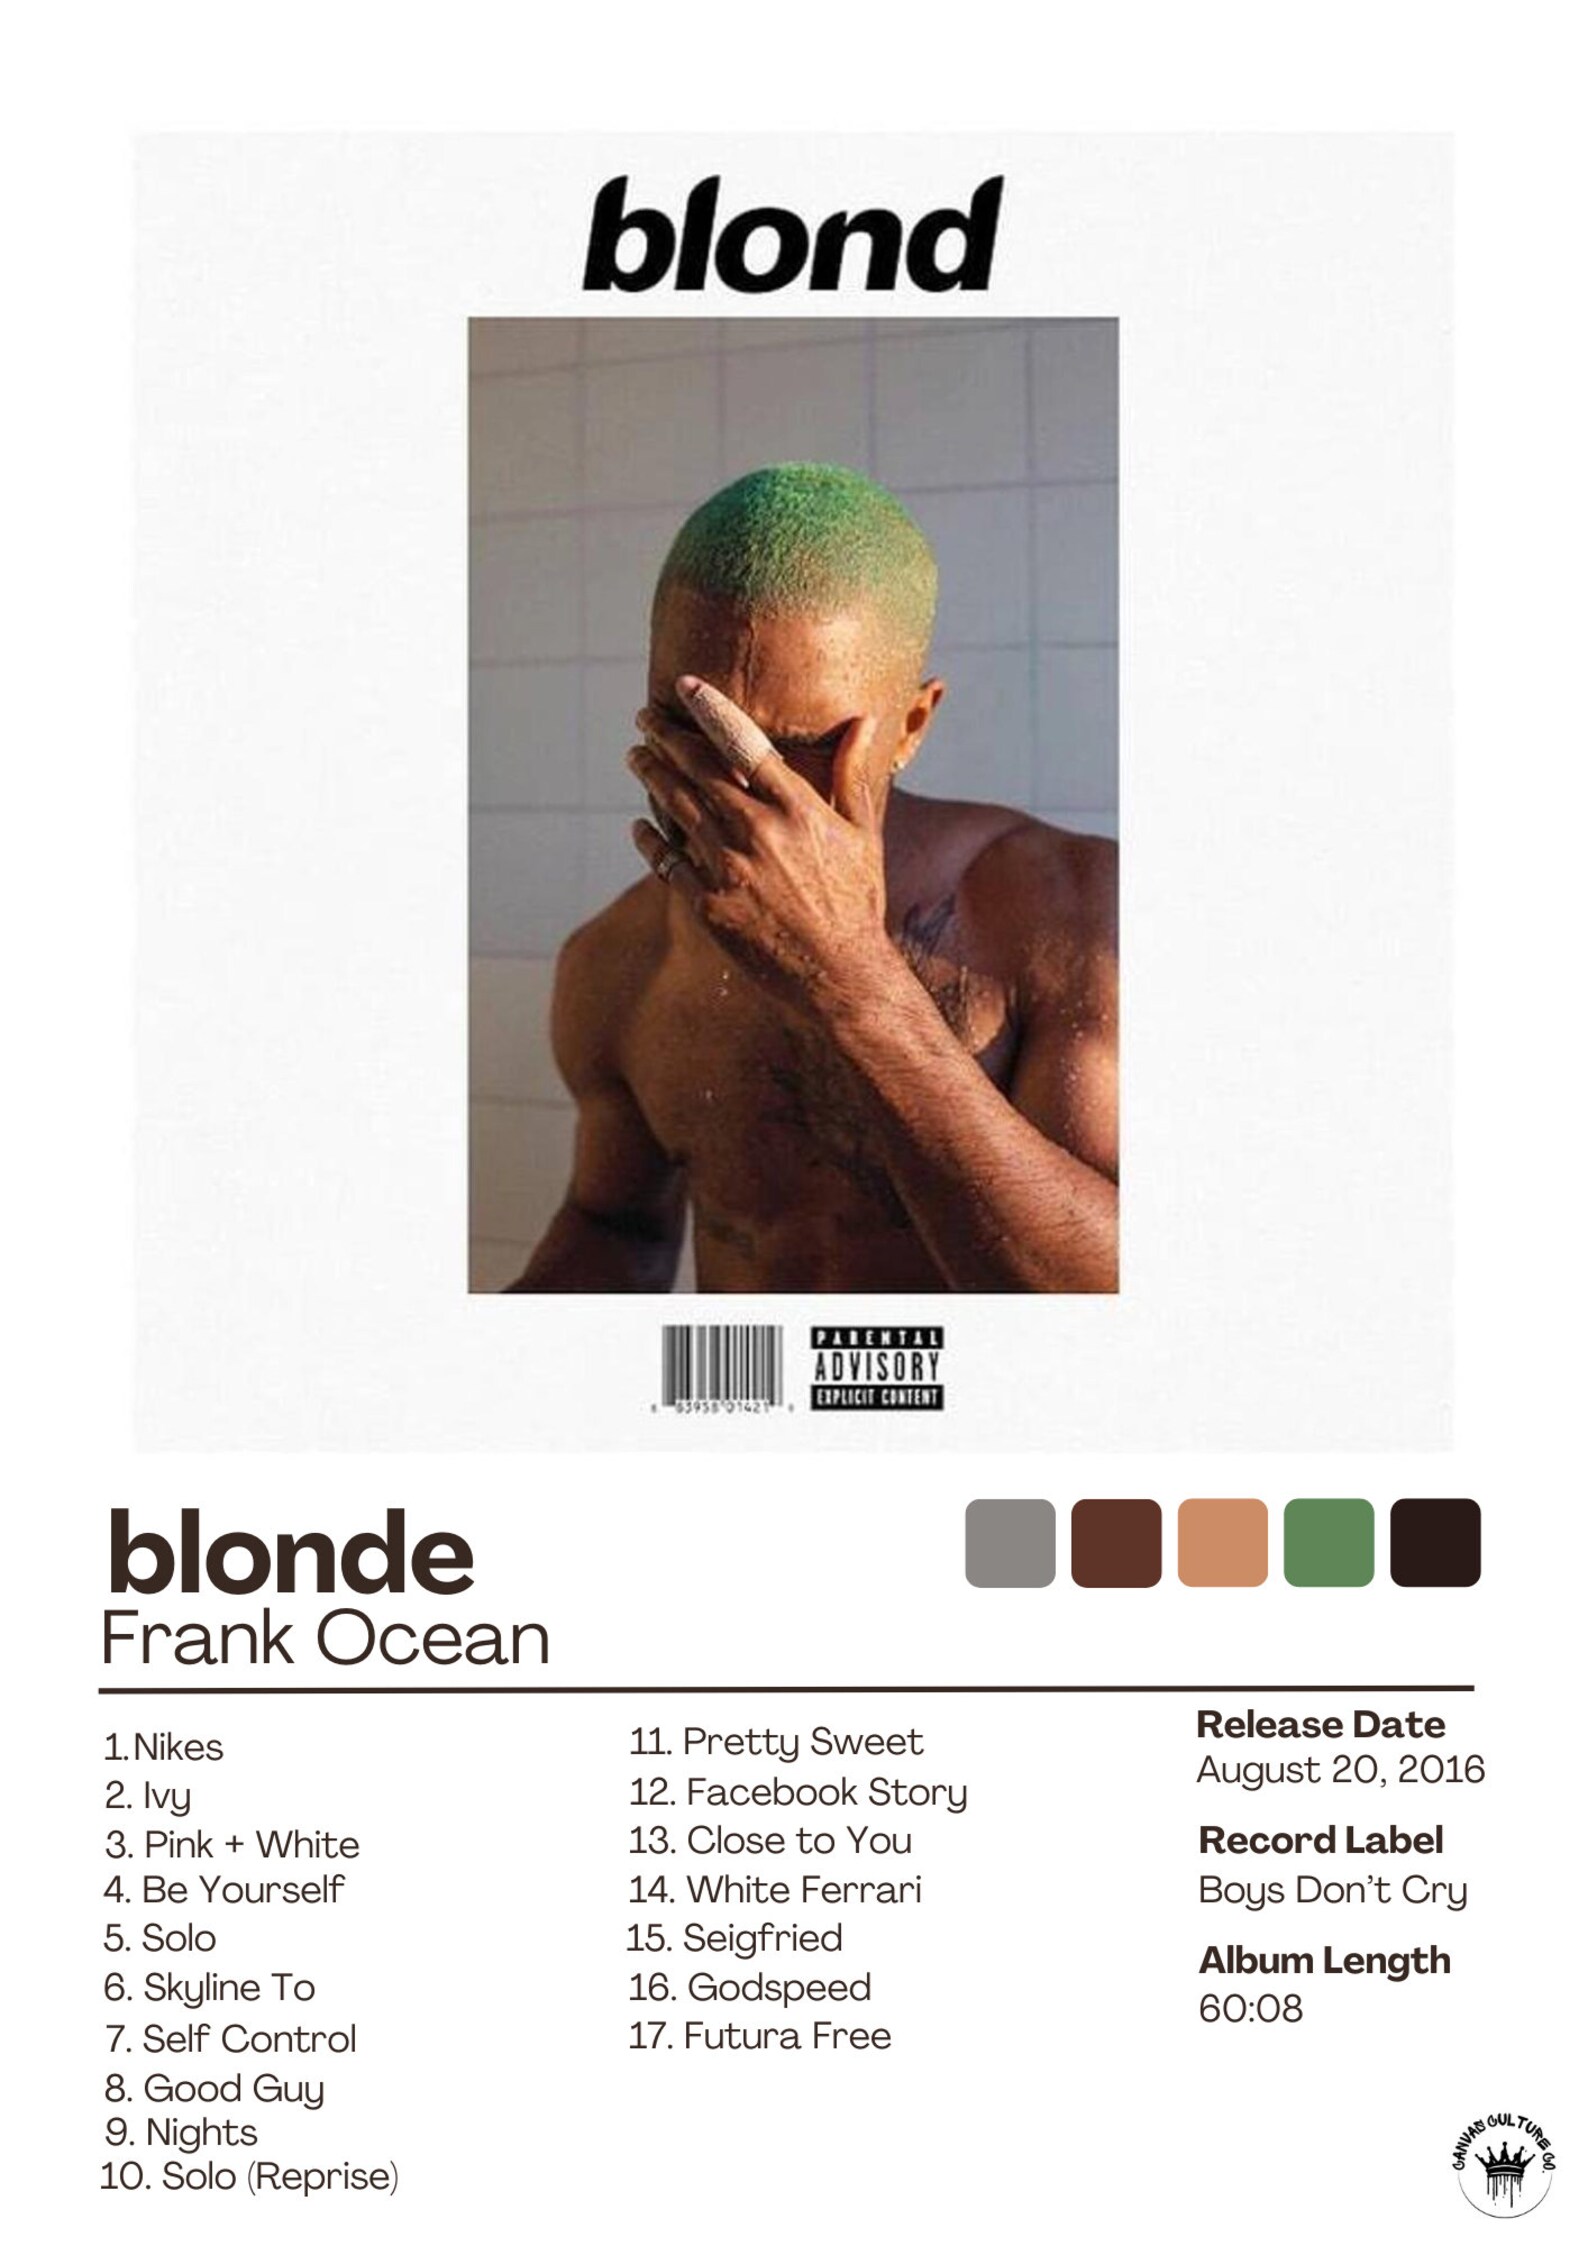 blond
PARENTAL
ADVISORY
EXPLICIT CONTENT
blonde
Frank Ocean
1.Nikes
2. Ivy
3. Pink + White
4. Be Yourself
5. Solo
6. Skyline To
7. Self Control
8. Good Guy
9. Nights
10. Solo (Reprise)
11. Pretty Sweet
12. Facebook Story
13. Close to You
14. White Ferrari
15. Seigfried
16. Godspeed
17. Futura Free
Release Date
August 20, 2016
Record Label
Boys Don’t Cry
Album Length
60:08
CANVAS CULTURE CO.